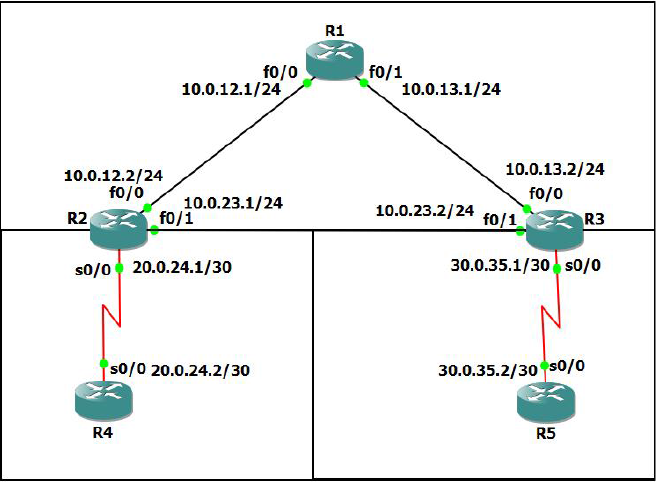 R1
f0/0
f0/1
10.0.12.1/24
10.0.13.1/24
10.0.12.2/24
f0/0
10.0.13.2/24
f0/0
R2
10.0.23.1/24
f0/1
10.0.23.2/24
f0/1
R3
s0/0
20.0.24.1/30
30.0.35.1/30
s0/0
s0/0
20.0.24.2/30
30.0.35.2/30
s0/0
R4
R5